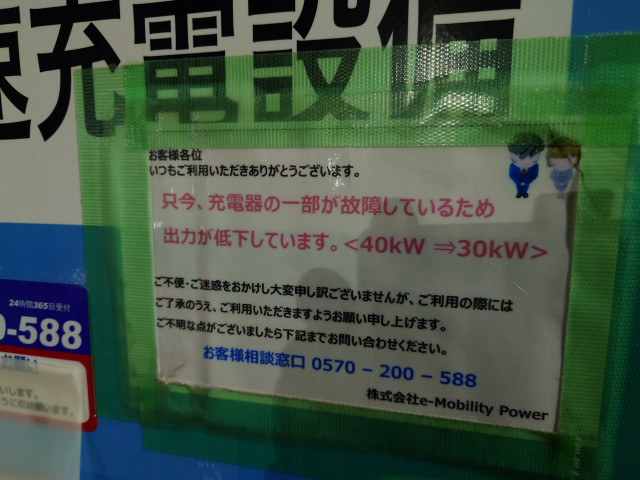 速充電設備
お客様各位
いつもご利用いただきありがとうございます。
只今、充電器の一部が故障しているため
出力が低下しています。<40kW ⇒30kW>
ご不便・ご迷惑をおかけし大変申し訳ございませんが、ご利用の際には
ご了承のうえ、ご利用いただきますようお願い申し上げます。
ご不明な点がございましたら下記までお問い合わせください。
お客様相談窓口 0570 − 200 − 588
株式会社e-Mobility Power
24時間365日受付
0-588
いします。